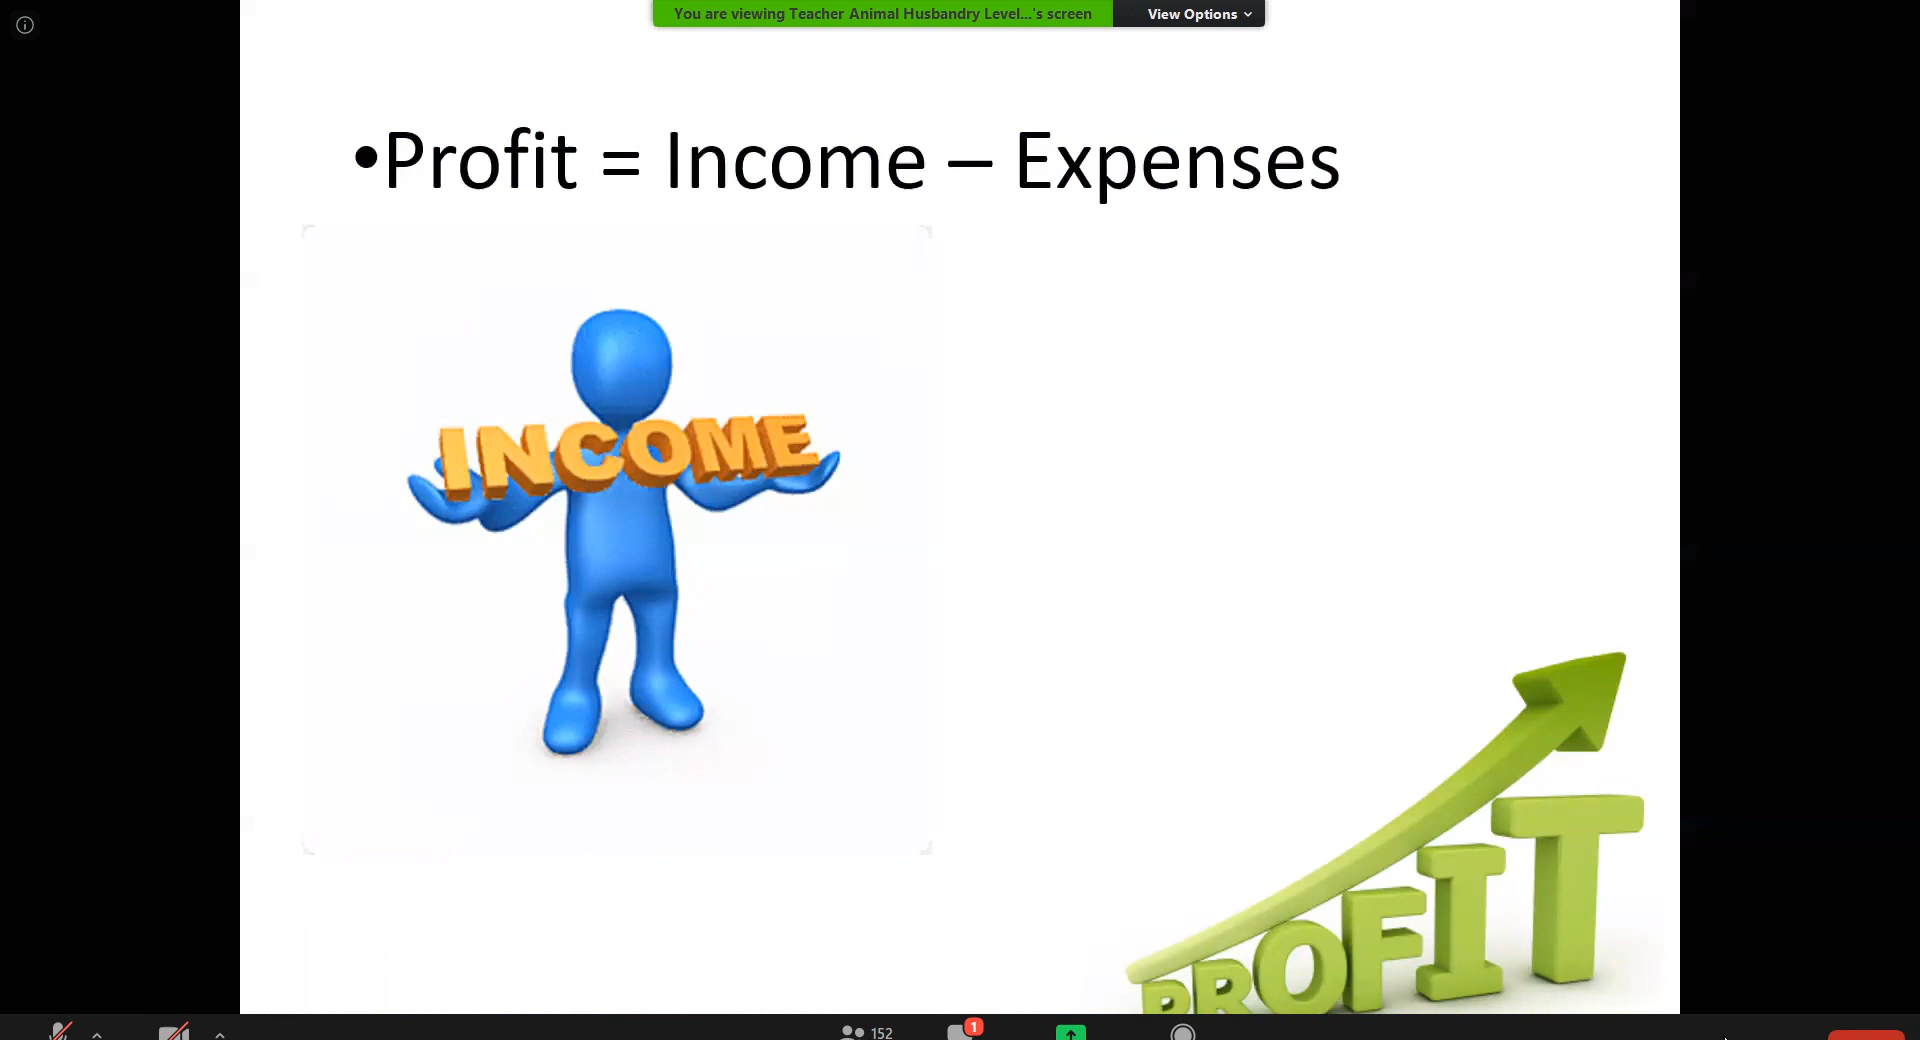 You are viewing Teacher Animal Husbandry Level...'s screen
View Options
•Profit = Income – Expenses
INCOME
PROFIT
152
1